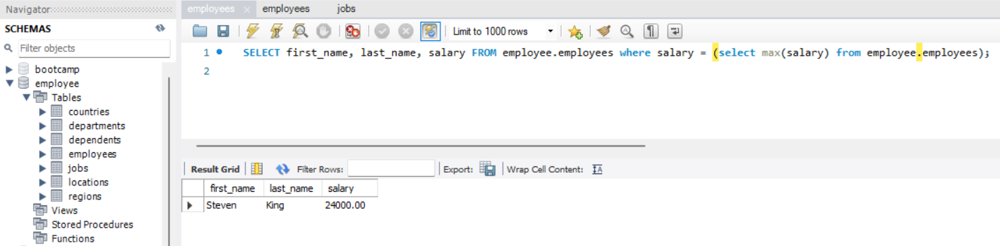 Navigator
employees employees jobs
SCHEMAS
Limit to 1000 rows
Filter objects
1 SELECT first_name, last_name, salary FROM employee.employees where salary = (select max(salary) from employee.employees);
2
bootcamp
employee
Tables
countries
departments
dependents
employees
jobs
locations
regions
Views
Stored Procedures
Functions
Result Grid Filter Rows: Export: Wrap Cell Content: IA
first_name last_name salary
Steven King 24000.00